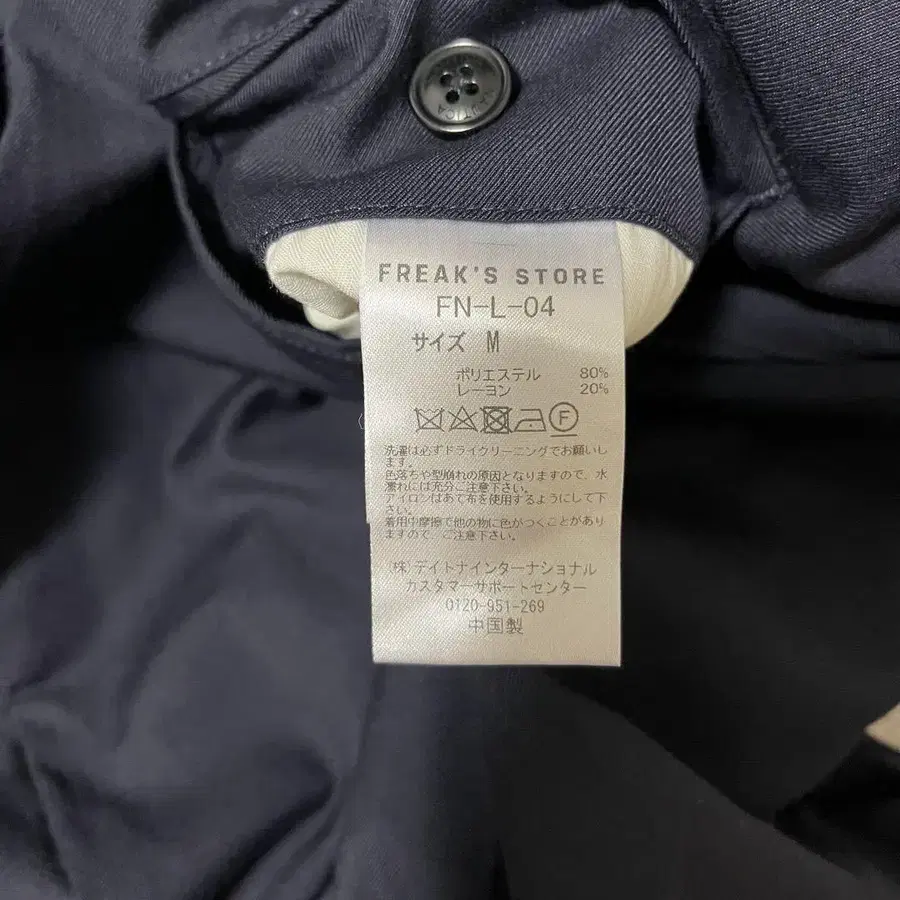 NAUTICA
FREAK'S STORE
FN-L-04
サイズ M
ポリエステル 80%
レーヨン 20%
F
洗濯は必ずドライクリーニングでお願いし
ます。
色落ちや型崩れの原因となりますので、水
濡れには充分ご注意下さい。
アイロンはあて布を使用するようにして下
さい。
着用中摩擦で他の物に色がつくことがあり
ますので、ご注意下さい。
(株)デイトナインターナショナル
カスタマーサポートセンター
0120-951-269
中国製